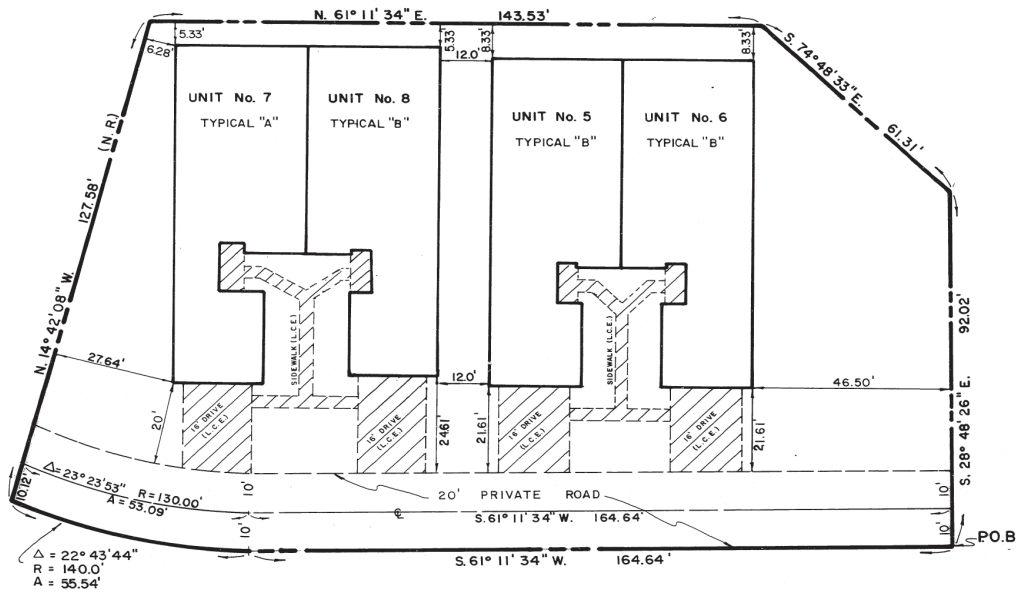 N. 61° 11' 34" E.
143.53'
5.33'
5.33'
8.33'
8.33'
6.28'
12.0'
S. 74° 48' 33" E.
61.31'
UNIT No. 7
TYPICAL "A"
UNIT No. 8
TYPICAL "B"
UNIT No. 5
TYPICAL "B"
UNIT No. 6
TYPICAL "B"
N. 14° 42' 08" W.
127.58'
(N.R.)
SIDEWALK (L.C.E.)
SIDEWALK (L.C.E.)
92.02'
S. 28° 48' 26" E.
27.64'
12.0'
46.50'
20'
16' DRIVE
(L.C.E.)
16' DRIVE
(L.C.E.)
24.61'
21.61'
16' DRIVE
(L.C.E.)
16' DRIVE
(L.C.E.)
21.61'
10.12'
Δ= 23° 23' 53"
R=130.00'
A = 53.09'
10'
20' PRIVATE ROAD
10'
℄
S. 61° 11' 34" W. 164.64'
10'
10'
P.O.B
S. 61° 11' 34" W. 164.64'
Δ = 22° 43' 44"
R = 140.0'
A = 55.54'